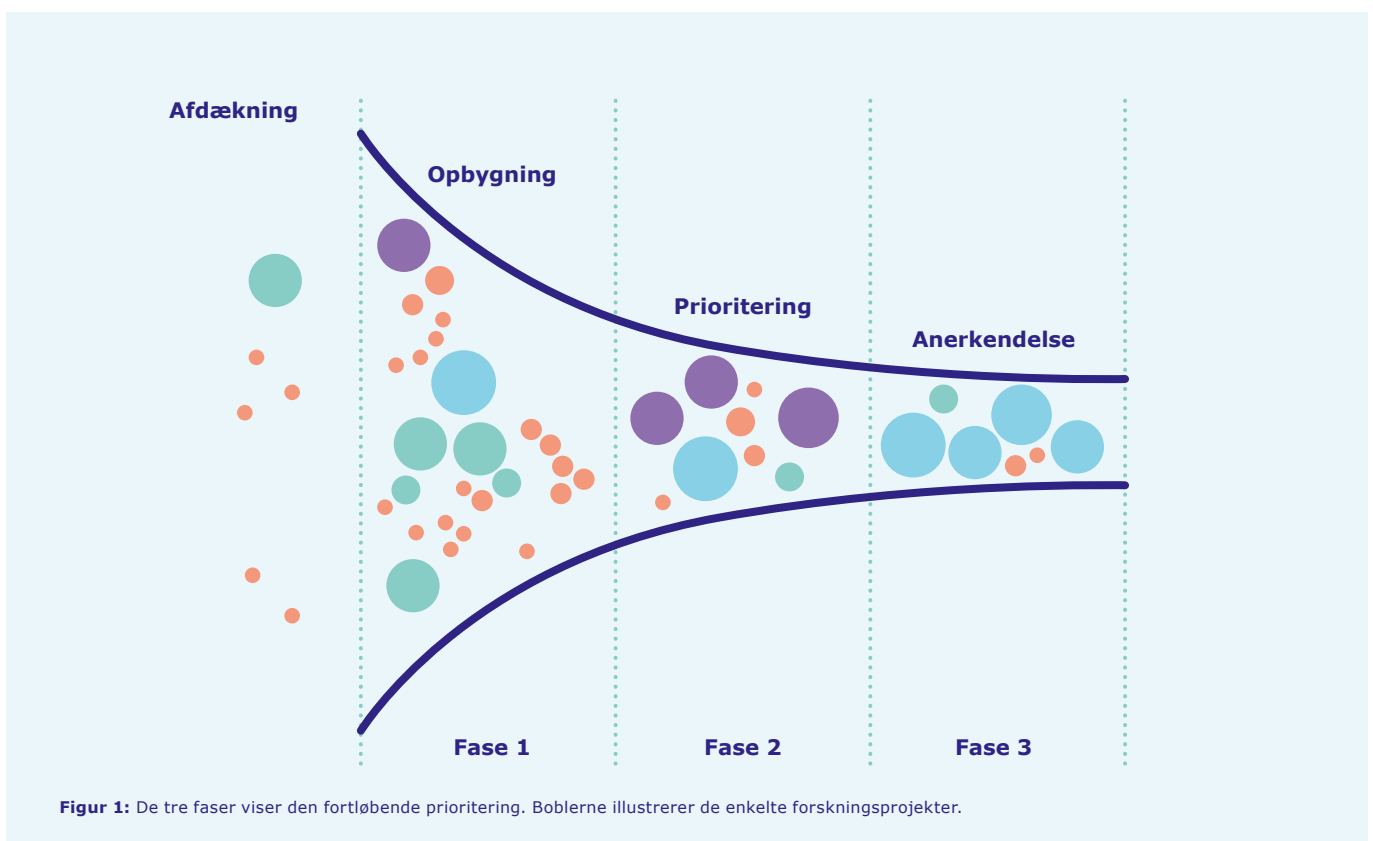 Afdækning
Opbygning
Prioritering
Anerkendelse
Fase 1
Fase 2
Fase 3
Figur 1: De tre faser viser den fortløbende prioritering. Boblerne illustrerer de enkelte forskningsprojekter.